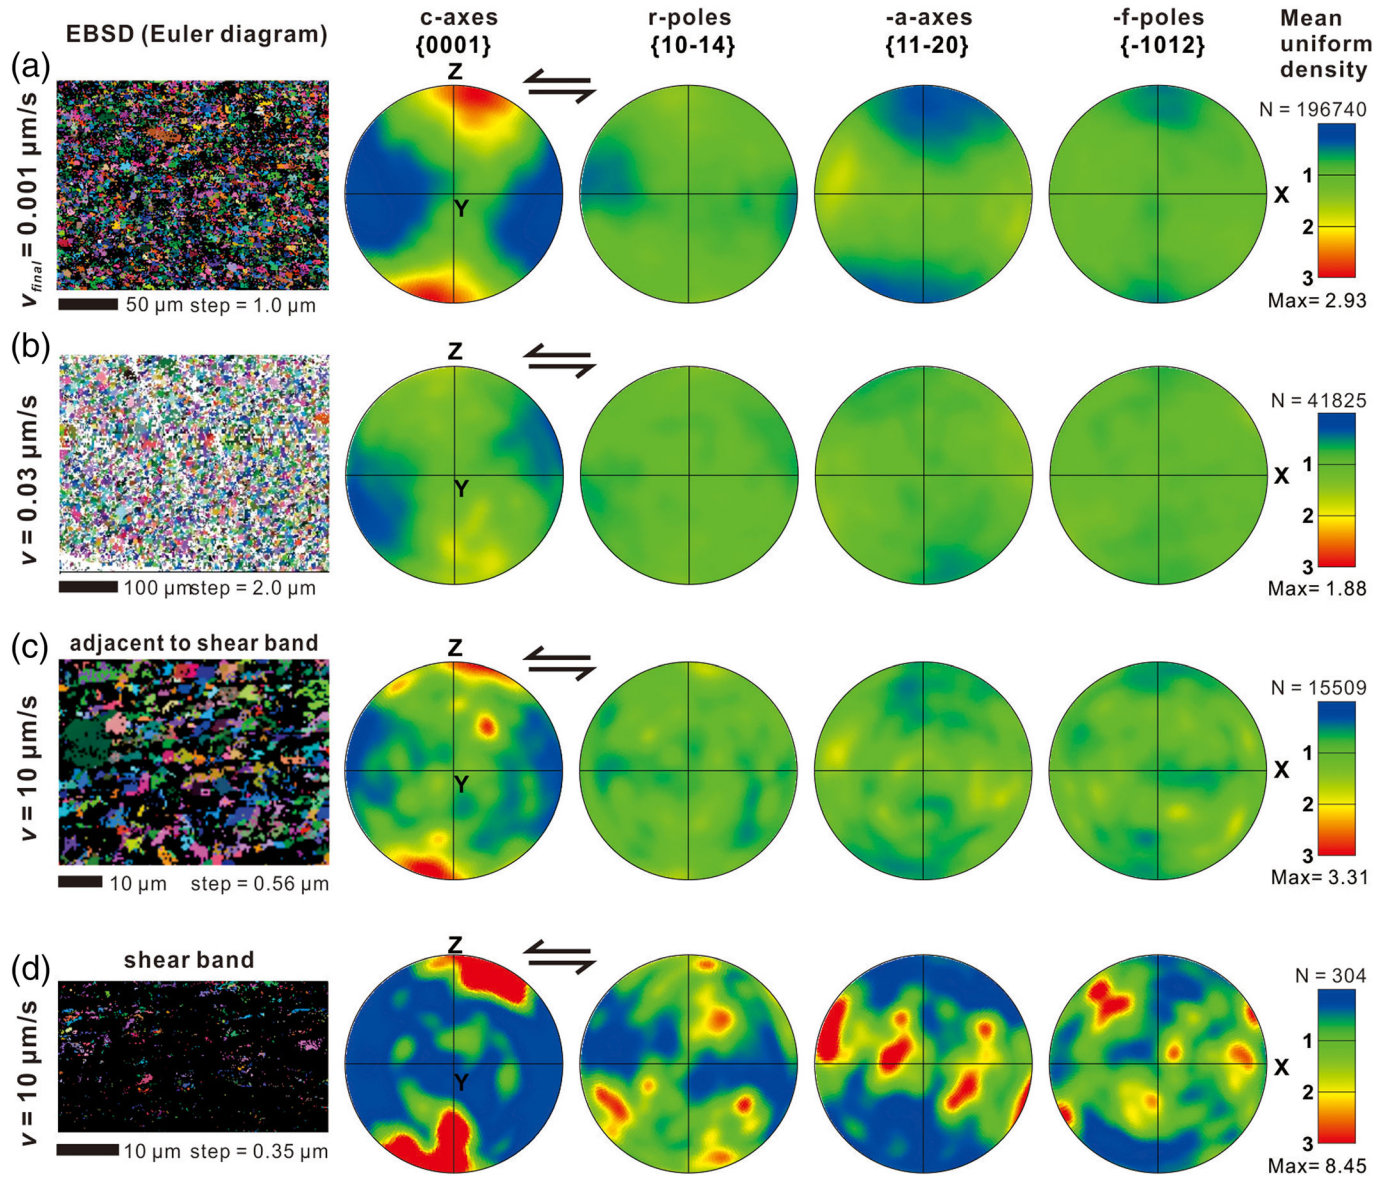 EBSD (Euler diagram)
c-axes
{0001}
r-poles
{10-14}
-a-axes
{11-20}
-f-poles
{-1012}
Mean
uniform
density
(a)
v final = 0.001 μm/s
50 μm step = 1.0 μm
Z
Y
X
N = 196740
1
2
3
Max= 2.93
(b)
v = 0.03 μm/s
100 μm step = 2.0 μm
Z
Y
X
N = 41825
1
2
3
Max= 1.88
(c)
adjacent to shear band
v = 10 μm/s
10 μm step = 0.56 μm
Z
Y
X
N = 15509
1
2
3
Max= 3.31
(d)
shear band
v = 10 μm/s
10 μm step = 0.35 μm
Z
Y
X
N = 304
1
2
3
Max= 8.45